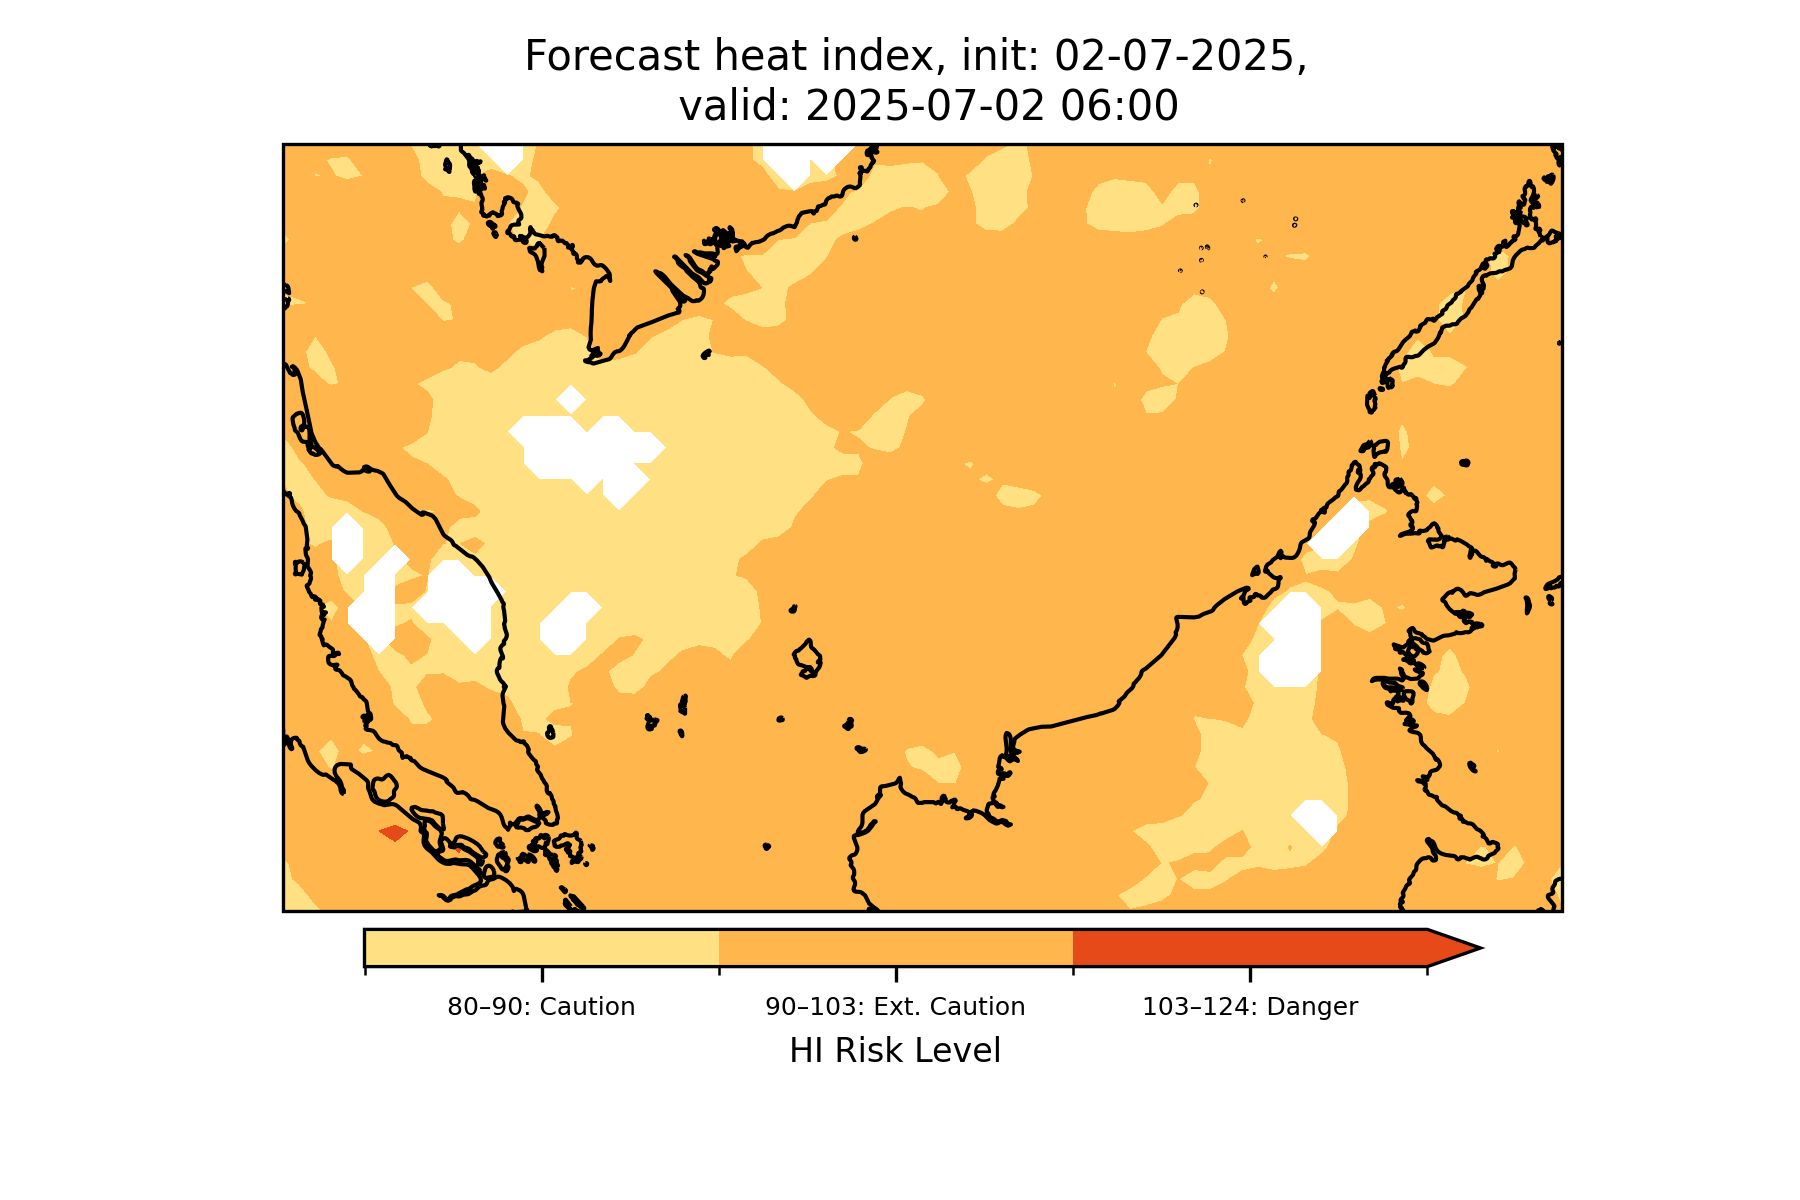 Forecast heat index, init: 02-07-2025,
valid: 2025-07-02 06:00
80–90: Caution
90–103: Ext. Caution
103–124: Danger
HI Risk Level